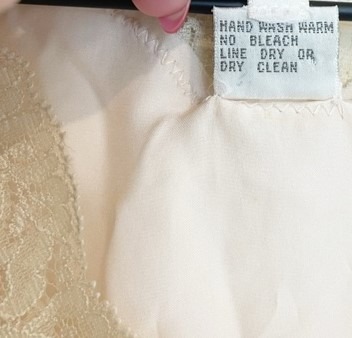 HAND WASH WARM
NO BLEACH
LINE DRY OR
DRY CLEAN